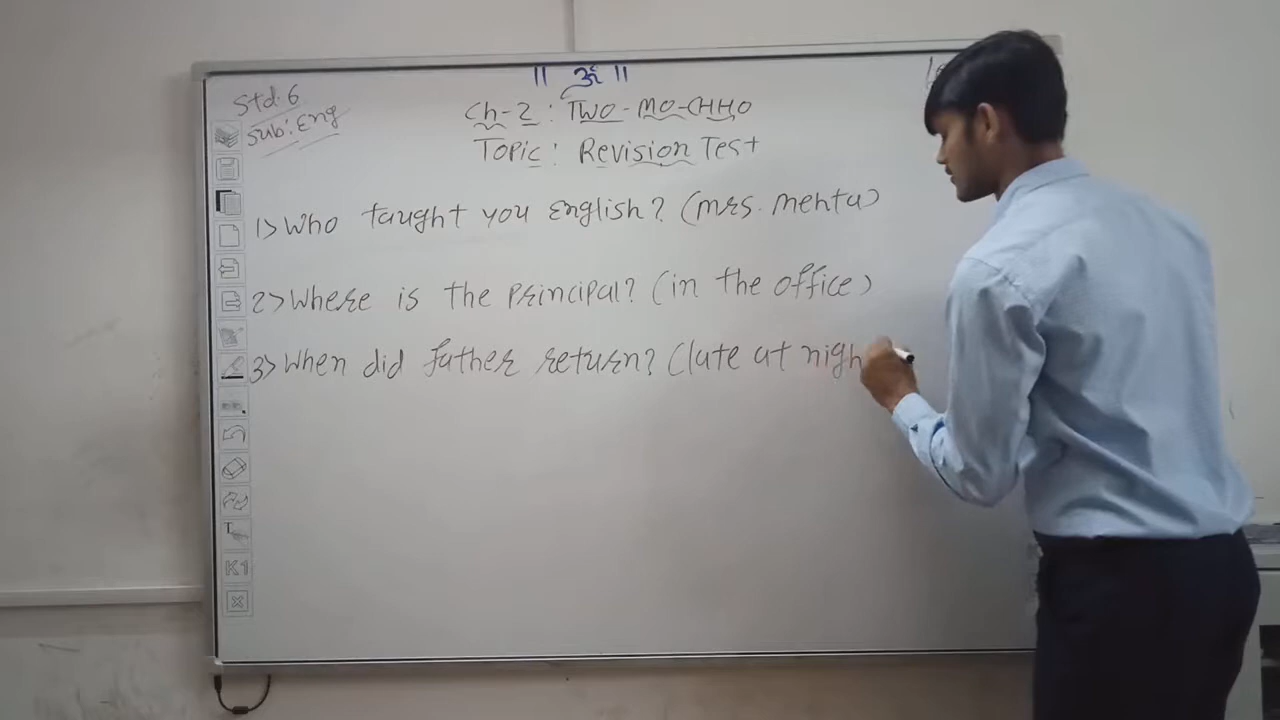 || ૐ ||
Std. 6
Sub: Eng
Ch-2 : TWO-MO-CHHO
Topic : Revision Test
1> Who taught you English? (Mrs. Mehta)
2> Where is the principal? (in the office)
3> When did father return? (late at nigh
T
K1